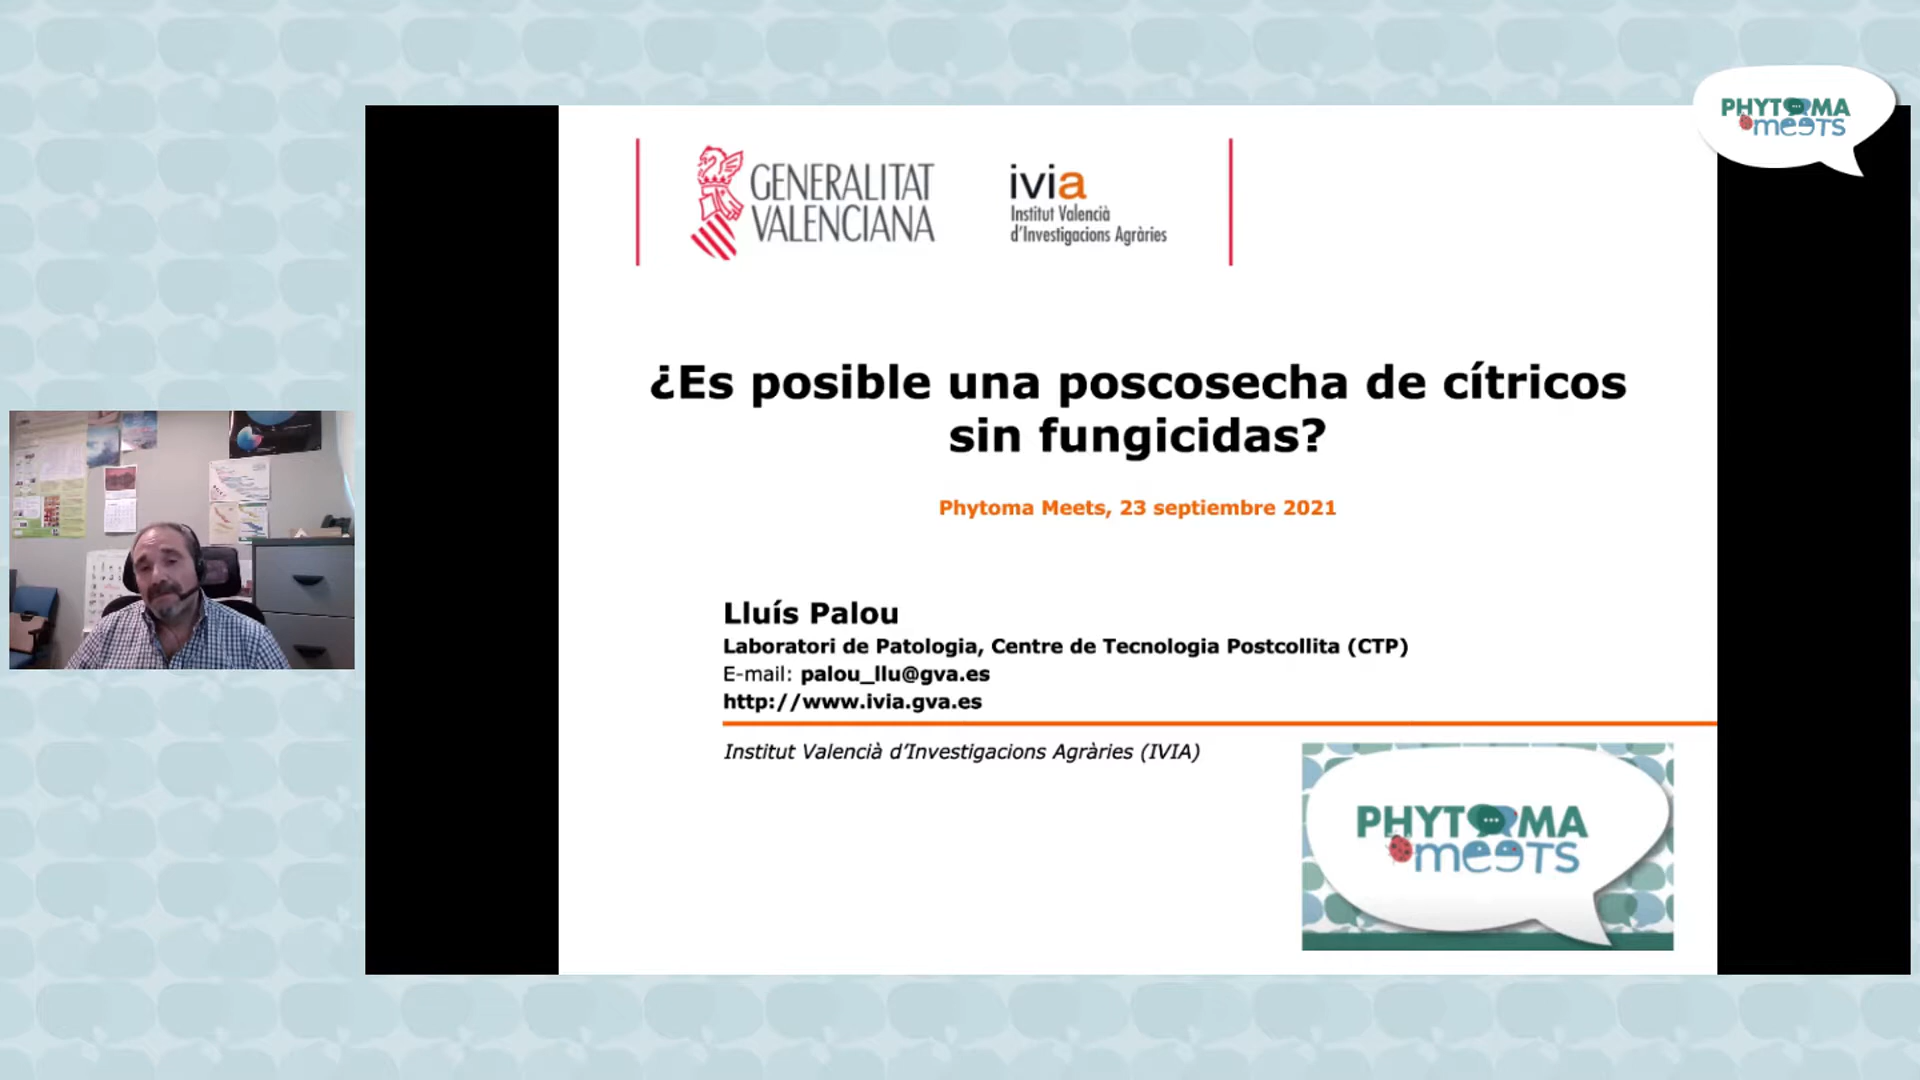 PHYTOMA
meeTS
GENERALITAT
VALENCIANA
ivia
Institut Valencià
d'Investigacions Agràries
¿Es posible una poscosecha de cítricos
sin fungicidas?
Phytoma Meets, 23 septiembre 2021
Lluís Palou
Laboratori de Patologia, Centre de Tecnologia Postcollita (CTP)
E-mail: palou_llu@gva.es
http://www.ivia.gva.es
Institut Valencià d’Investigacions Agràries (IVIA)
PHYTOMA
meeTS